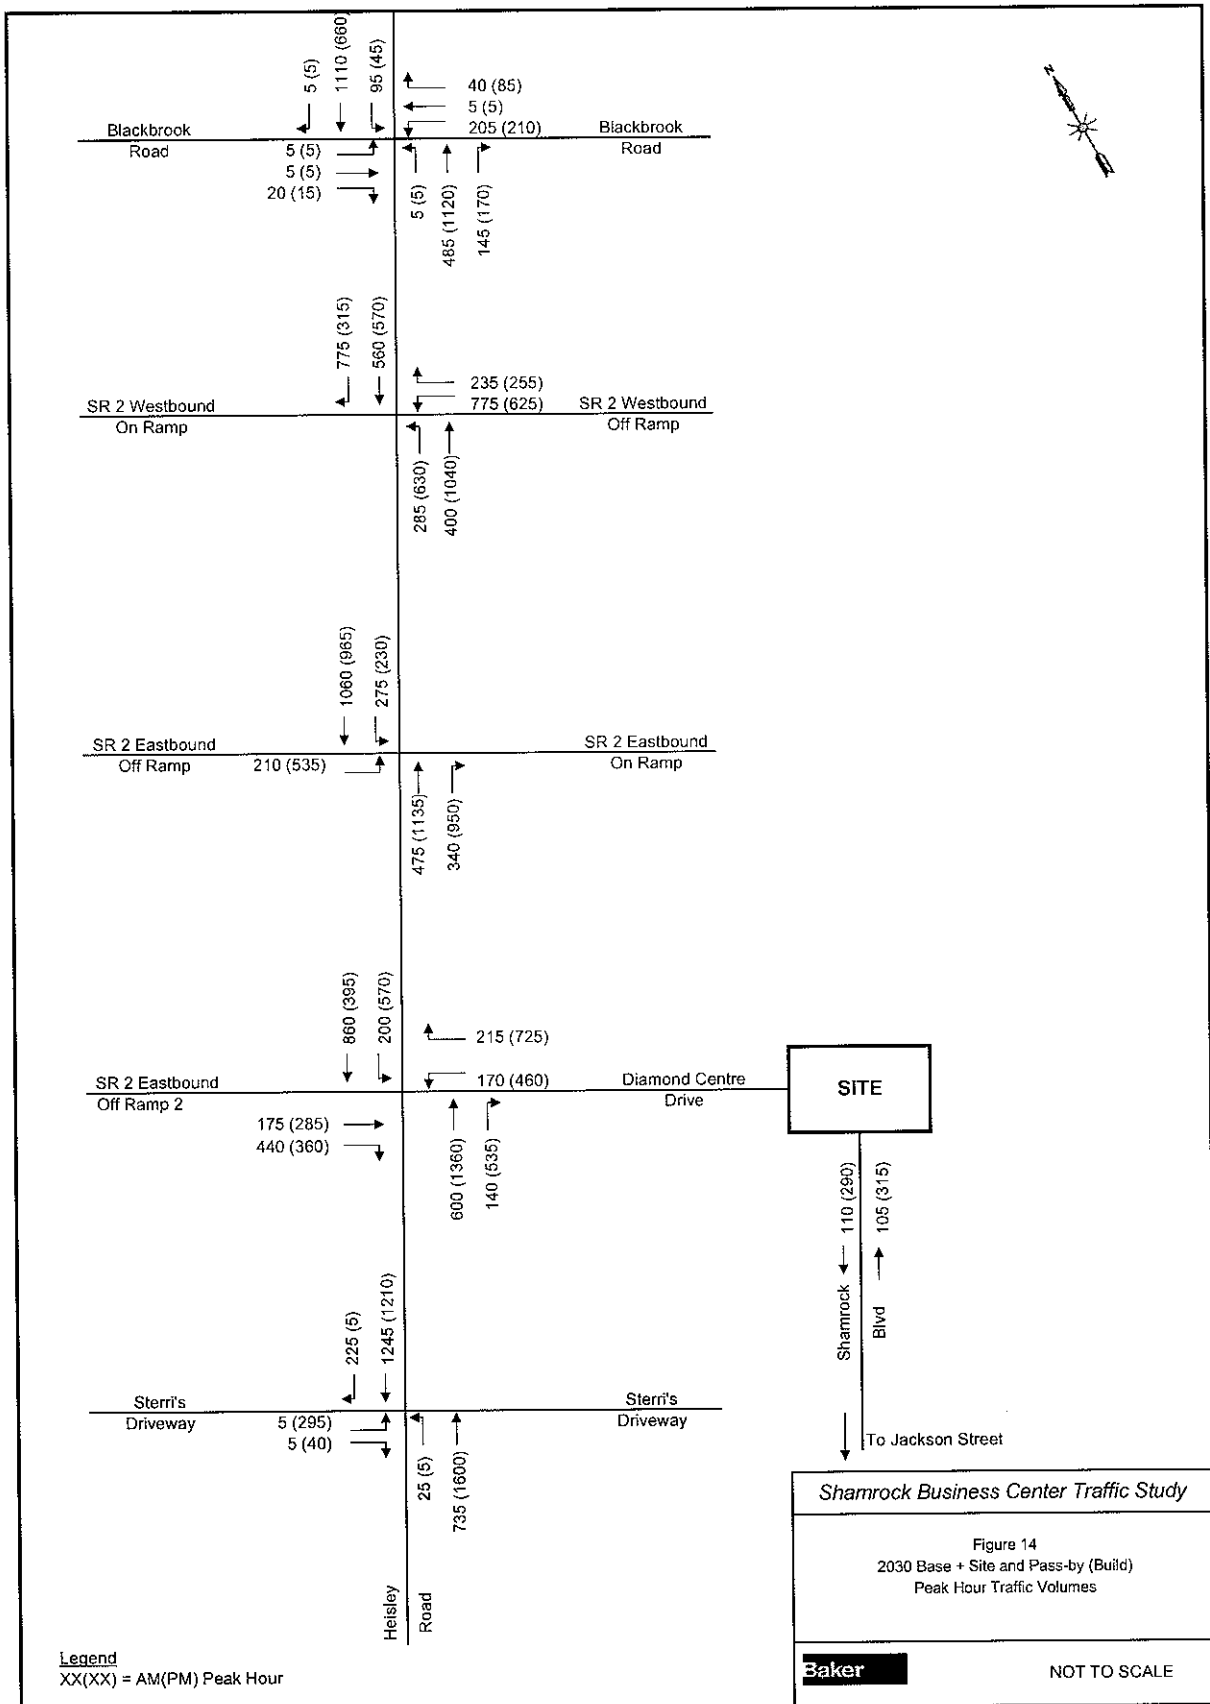 5 (5)
1110 (660)
95 (45)
40 (85)
5 (5)
205 (210)
Blackbrook
Road
Blackbrook
Road
5 (5)
5 (5)
20 (15)
5 (5)
485 (1120)
145 (170)
N
775 (315)
560 (570)
235 (255)
775 (625)
SR 2 Westbound
On Ramp
SR 2 Westbound
Off Ramp
285 (630)
400 (1040)
1060 (965)
275 (230)
SR 2 Eastbound
Off Ramp
SR 2 Eastbound
On Ramp
210 (535)
475 (1135)
340 (950)
860 (395)
200 (570)
215 (725)
170 (460)
SR 2 Eastbound
Off Ramp 2
Diamond Centre
Drive
SITE
175 (285)
440 (360)
600 (1360)
140 (535)
110 (290)
105 (315)
Shamrock
Blvd
225 (5)
1245 (1210)
Sterri's
Driveway
Sterri's
Driveway
5 (295)
5 (40)
25 (5)
735 (1600)
To Jackson Street
Heisley
Road
Shamrock Business Center Traffic Study
Figure 14
2030 Base + Site and Pass-by (Build)
Peak Hour Traffic Volumes
Baker
NOT TO SCALE
Legend
XX(XX) = AM(PM) Peak Hour